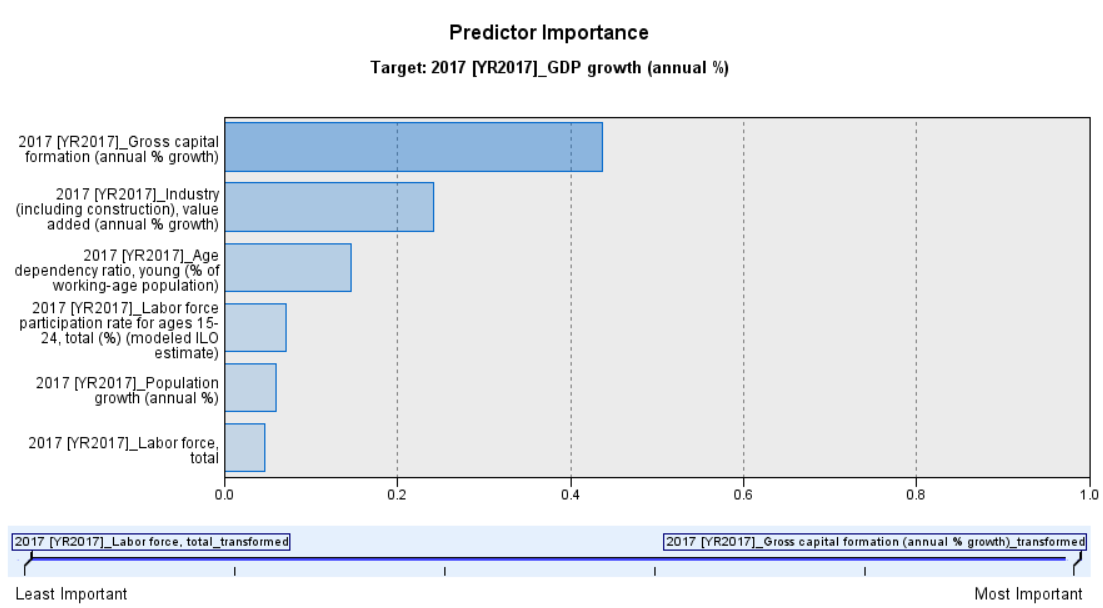 Predictor Importance
Target: 2017 [YR2017]_GDP growth (annual %)
2017 [YR2017]_Gross capital
formation (annual % growth)
2017 [YR2017]_Industry
(including construction), value
added (annual % growth)
2017 [YR2017]_Age
dependency ratio, young (% of
working-age population)
2017 [YR2017]_Labor force
participation rate for ages 15-
24, total (%) (modeled ILO
estimate)
2017 [YR2017]_Population
growth (annual %)
2017 [YR2017]_Labor force,
total
0.0 0.2 0.4 0.6 0.8 1.0
2017 [YR2017]_Labor force, total_transformed
2017 [YR2017]_Gross capital formation (annual % growth)_transformed
Least Important
Most Important